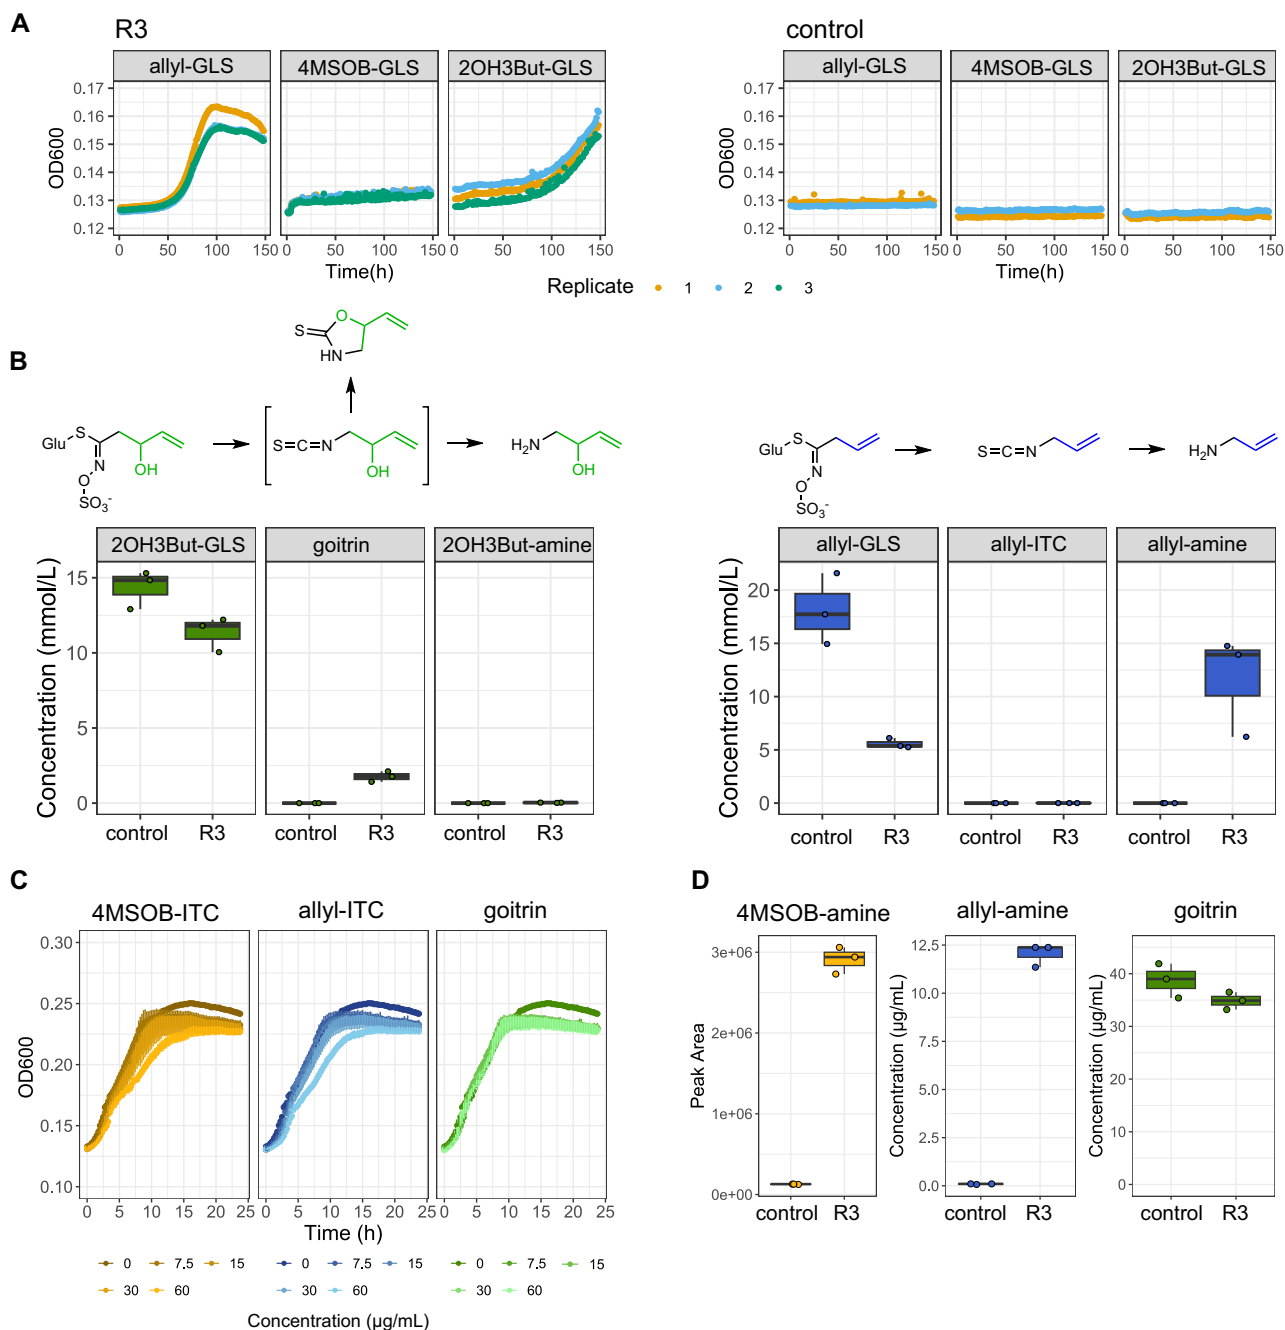 A
R3
control
allyl-GLS 4MSOB-GLS 2OH3But-GLS
allyl-GLS 4MSOB-GLS 2OH3But-GLS
OD600
0.17
0.16
0.15
0.14
0.13
0.12
0 50 100 150 0 50 100 150 0 50 100 150
Time(h)
OD600
0.17
0.16
0.15
0.14
0.13
0.12
0 50 100 150 0 50 100 150 0 50 100 150
Time(h)
Replicate 1 2 3
B
S O HN
Glu S N OH O SO3-
S=C=N OH
H2N OH
Glu S N O SO3-
S=C=N
H2N
2OH3But-GLS goitrin 2OH3But-amine
Concentration (mmol/L)
15
10
5
0
control R3 control R3 control R3
allyl-GLS allyl-ITC allyl-amine
Concentration (mmol/L)
20
15
10
5
0
control R3 control R3 control R3
C
4MSOB-ITC allyl-ITC goitrin
OD600
0.30
0.25
0.20
0.15
0.10
0 5 10 15 20 25 0 5 10 15 20 25 0 5 10 15 20 25
Time (h)
0 7.5 15 0 7.5 15 0 7.5 15
30 60 30 60 30 60
Concentration (µg/mL)
D
4MSOB-amine allyl-amine goitrin
Peak Area
3e+06
2e+06
1e+06
0e+00
control R3
Concentration (µg/mL)
12.5
10.0
7.5
5.0
2.5
0.0
control R3
Concentration (µg/mL)
40
30
20
10
0
control R3